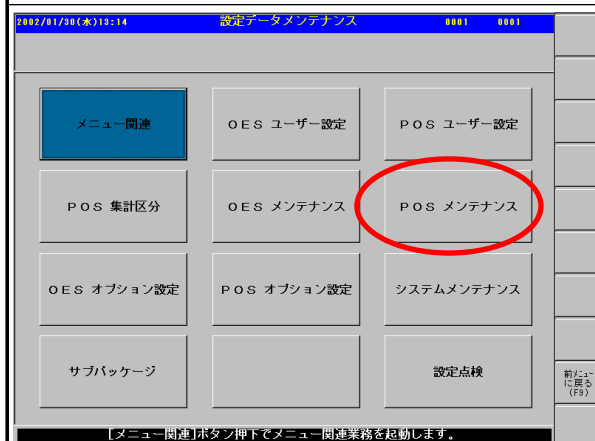 2002/01/30(水)13:14 設定データメンテナンス 0001 0001
メニュー関連 OES ユーザー設定 POS ユーザー設定
POS 集計区分 OES メンテナンス POS メンテナンス
OES オプション設定 POS オプション設定 システムメンテナンス
サブパッケージ 設定点検
前メニュー
に戻る
(F9)
[メニュー関連]ボタン押下でメニュー関連業務を起動します。